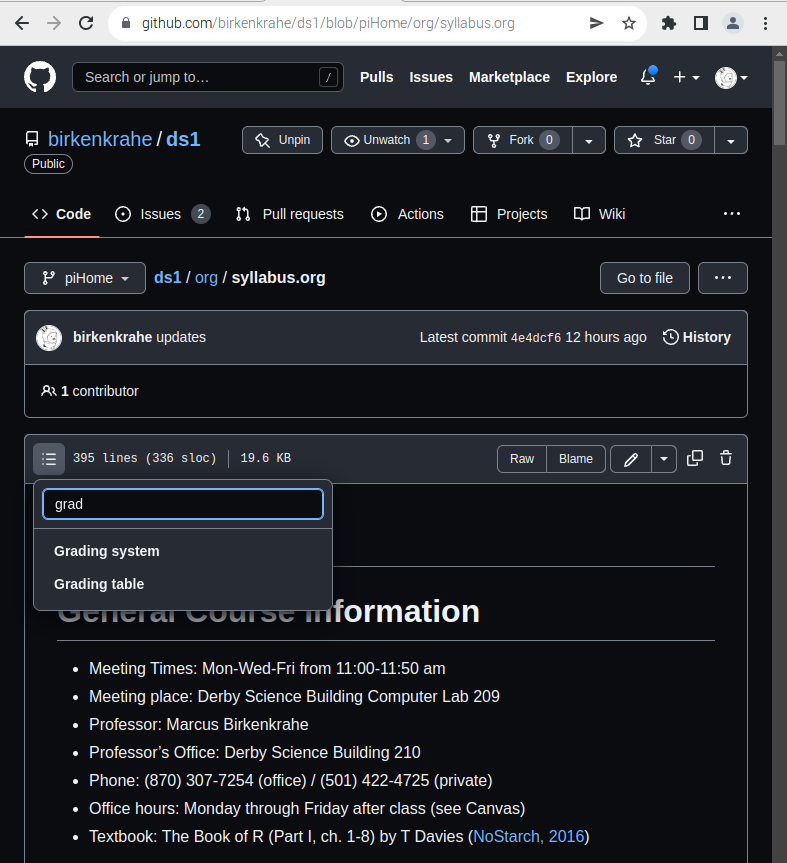 github.com/birkenkrahe/ds1/blob/piHome/org/syllabus.org
Search or jump to… / Pulls Issues Marketplace Explore
birkenkrahe / ds1 Unpin Unwatch 1 Fork 0 Star 0
Public
Code Issues 2 Pull requests Actions Projects Wiki ...
piHome ds1 / org / syllabus.org Go to file ...
birkenkrahe updates Latest commit 4e4dcf6 12 hours ago History
1 contributor
395 lines (336 sloc) 19.6 KB Raw Blame
grad
Grading system
Grading table
General Course Information
Meeting Times: Mon-Wed-Fri from 11:00-11:50 am
Meeting place: Derby Science Building Computer Lab 209
Professor: Marcus Birkenkrahe
Professor’s Office: Derby Science Building 210
Phone: (870) 307-7254 (office) / (501) 422-4725 (private)
Office hours: Monday through Friday after class (see Canvas)
Textbook: The Book of R (Part I, ch. 1-8) by T Davies (NoStarch, 2016)